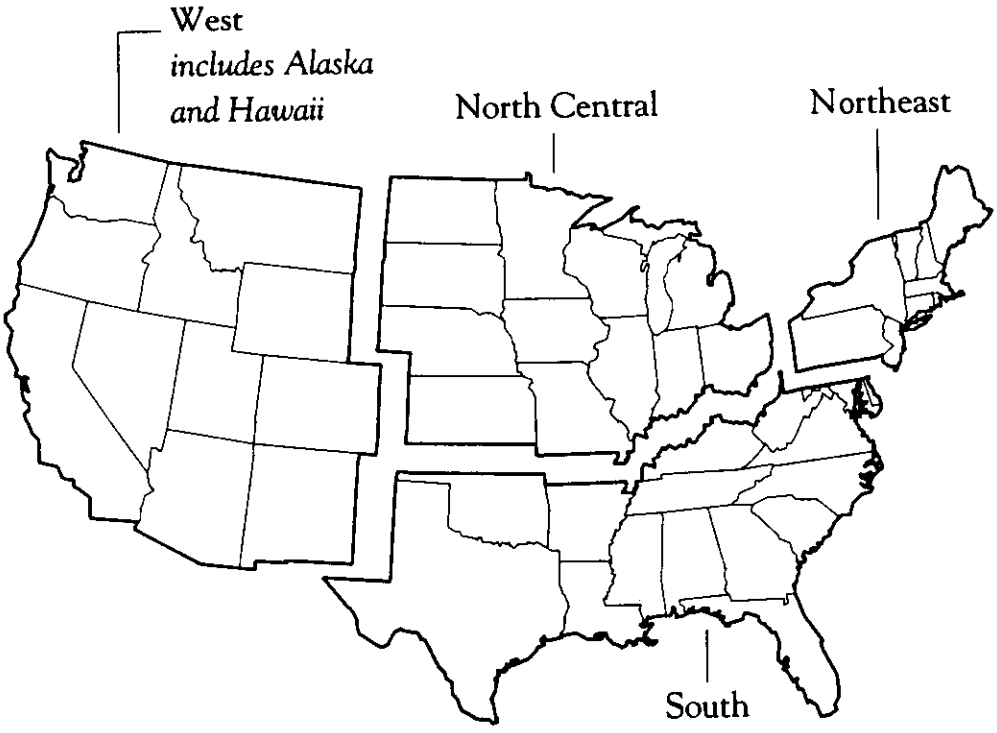 West
includes Alaska
and Hawaii
North Central
Northeast
South